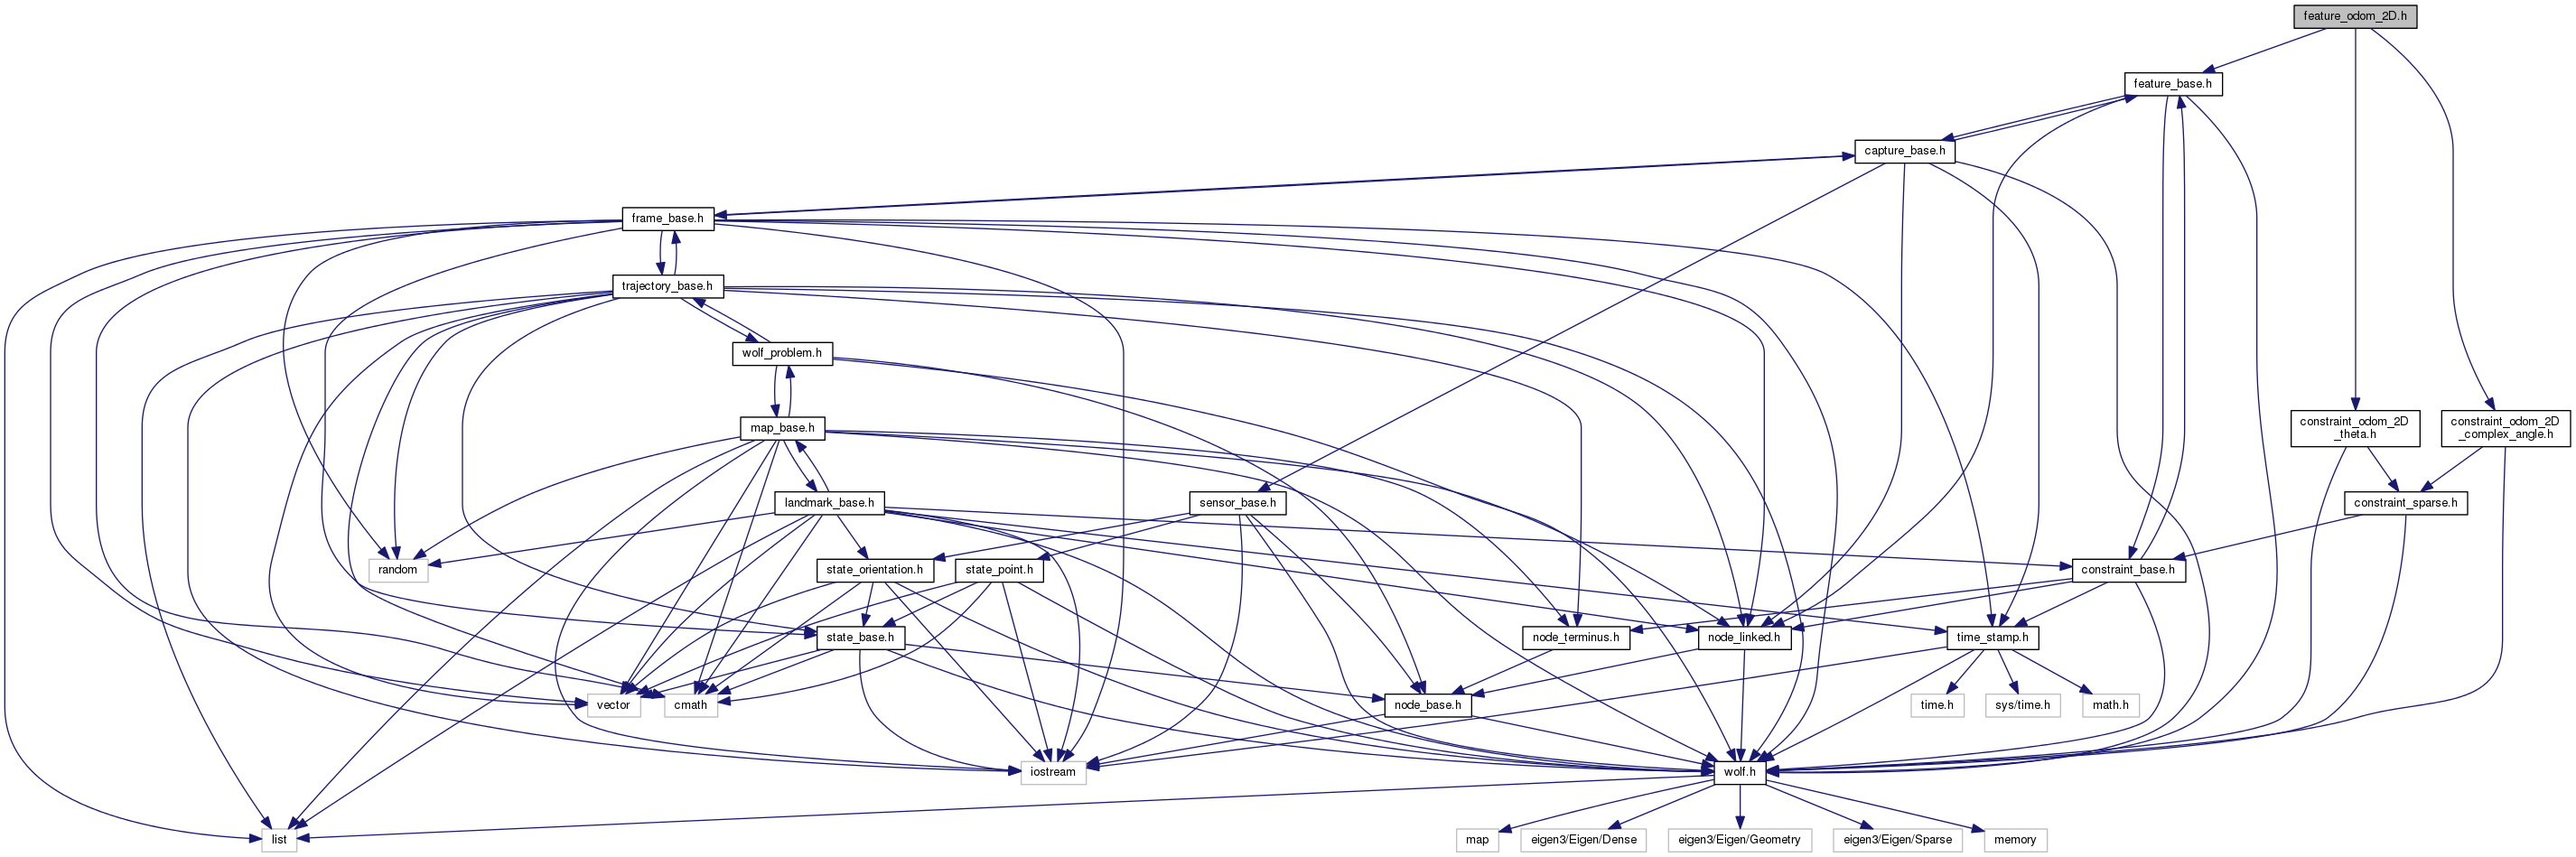 feature_odom_2D.h
feature_base.h
capture_base.h
frame_base.h
trajectory_base.h
wolf_problem.h
map_base.h
constraint_odom_2D
_theta.h
constraint_odom_2D
_complex_angle.h
landmark_base.h
sensor_base.h
constraint_sparse.h
random
state_orientation.h
state_point.h
constraint_base.h
state_base.h
node_terminus.h
node_linked.h
time_stamp.h
vector
cmath
node_base.h
time.h
sys/time.h
math.h
iostream
wolf.h
list
map
eigen3/Eigen/Dense
eigen3/Eigen/Geometry
eigen3/Eigen/Sparse
memory